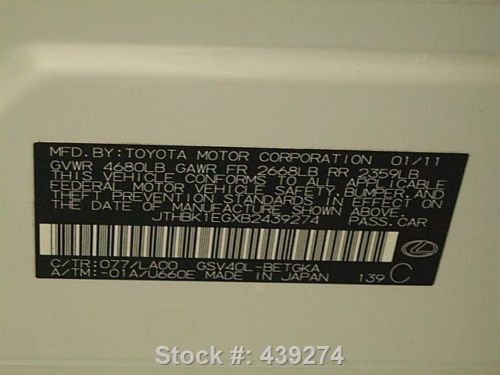 MFD. BY: TOYOTA MOTOR CORPORATION 01/11
GVWR 4680LB GAWR FR 2668LB RR 2359LB
THIS VEHICLE CONFORMS TO ALL APPLICABLE
FEDERAL MOTOR VEHICLE SAFETY, BUMPER, AND
THEFT PREVENTION STANDARDS IN EFFECT ON
THE DATE OF MANUFACTURE SHOWN ABOVE.
JTHBK1EGXB2439274 PASS.CAR
C/TR: 077/LA00 GSV40L-BETGKA
A/TM: -01A/U660E MADE IN JAPAN 139 C
Stock #: 439274